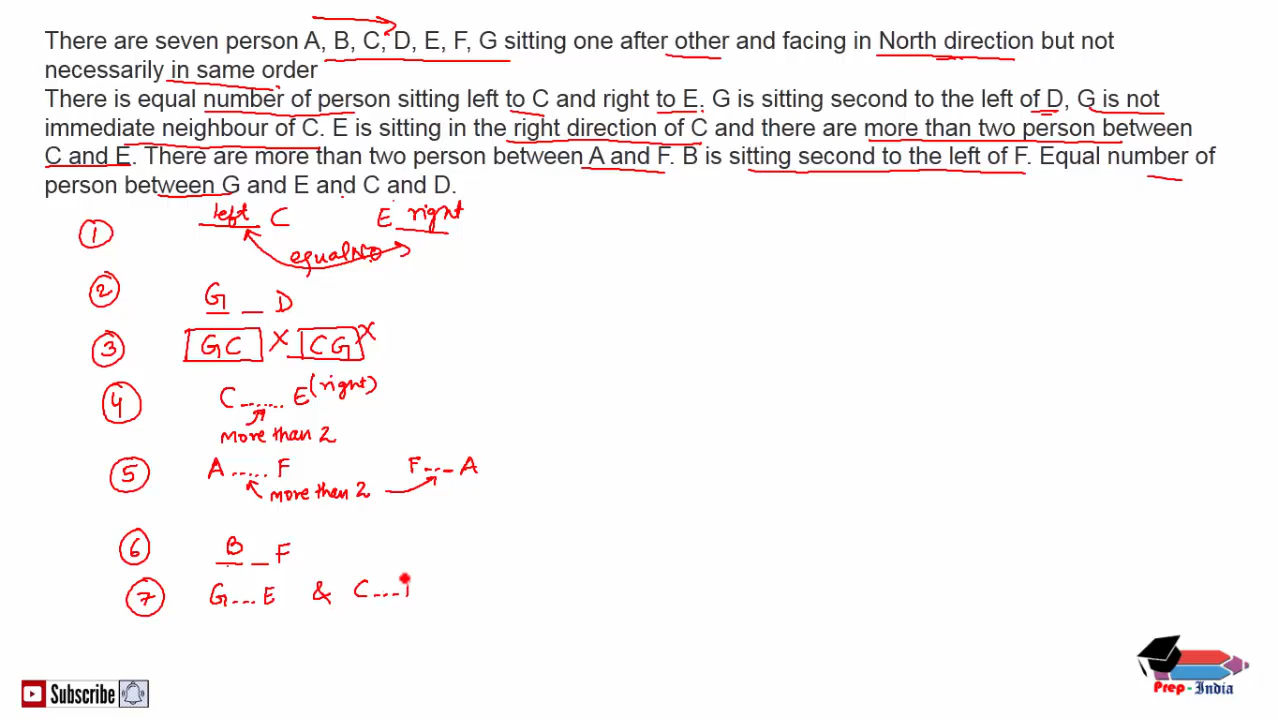 There are seven person A, B, C, D, E, F, G sitting one after other and facing in North direction but not
necessarily in same order
There is equal number of person sitting left to C and right to E. G is sitting second to the left of D, G is not
immediate neighbour of C. E is sitting in the right direction of C and there are more than two person between
C and E. There are more than two person between A and F. B is sitting second to the left of F. Equal number of
person between G and E and C and D.
1 left C E right
equal NO
2 G _ D
3 GC X CG X
4 C ...... E (right)
More than 2
5 A ..... F F ... A
More than 2
6 B _ F
7 G ... E & C ...
Subscribe
Prep - India